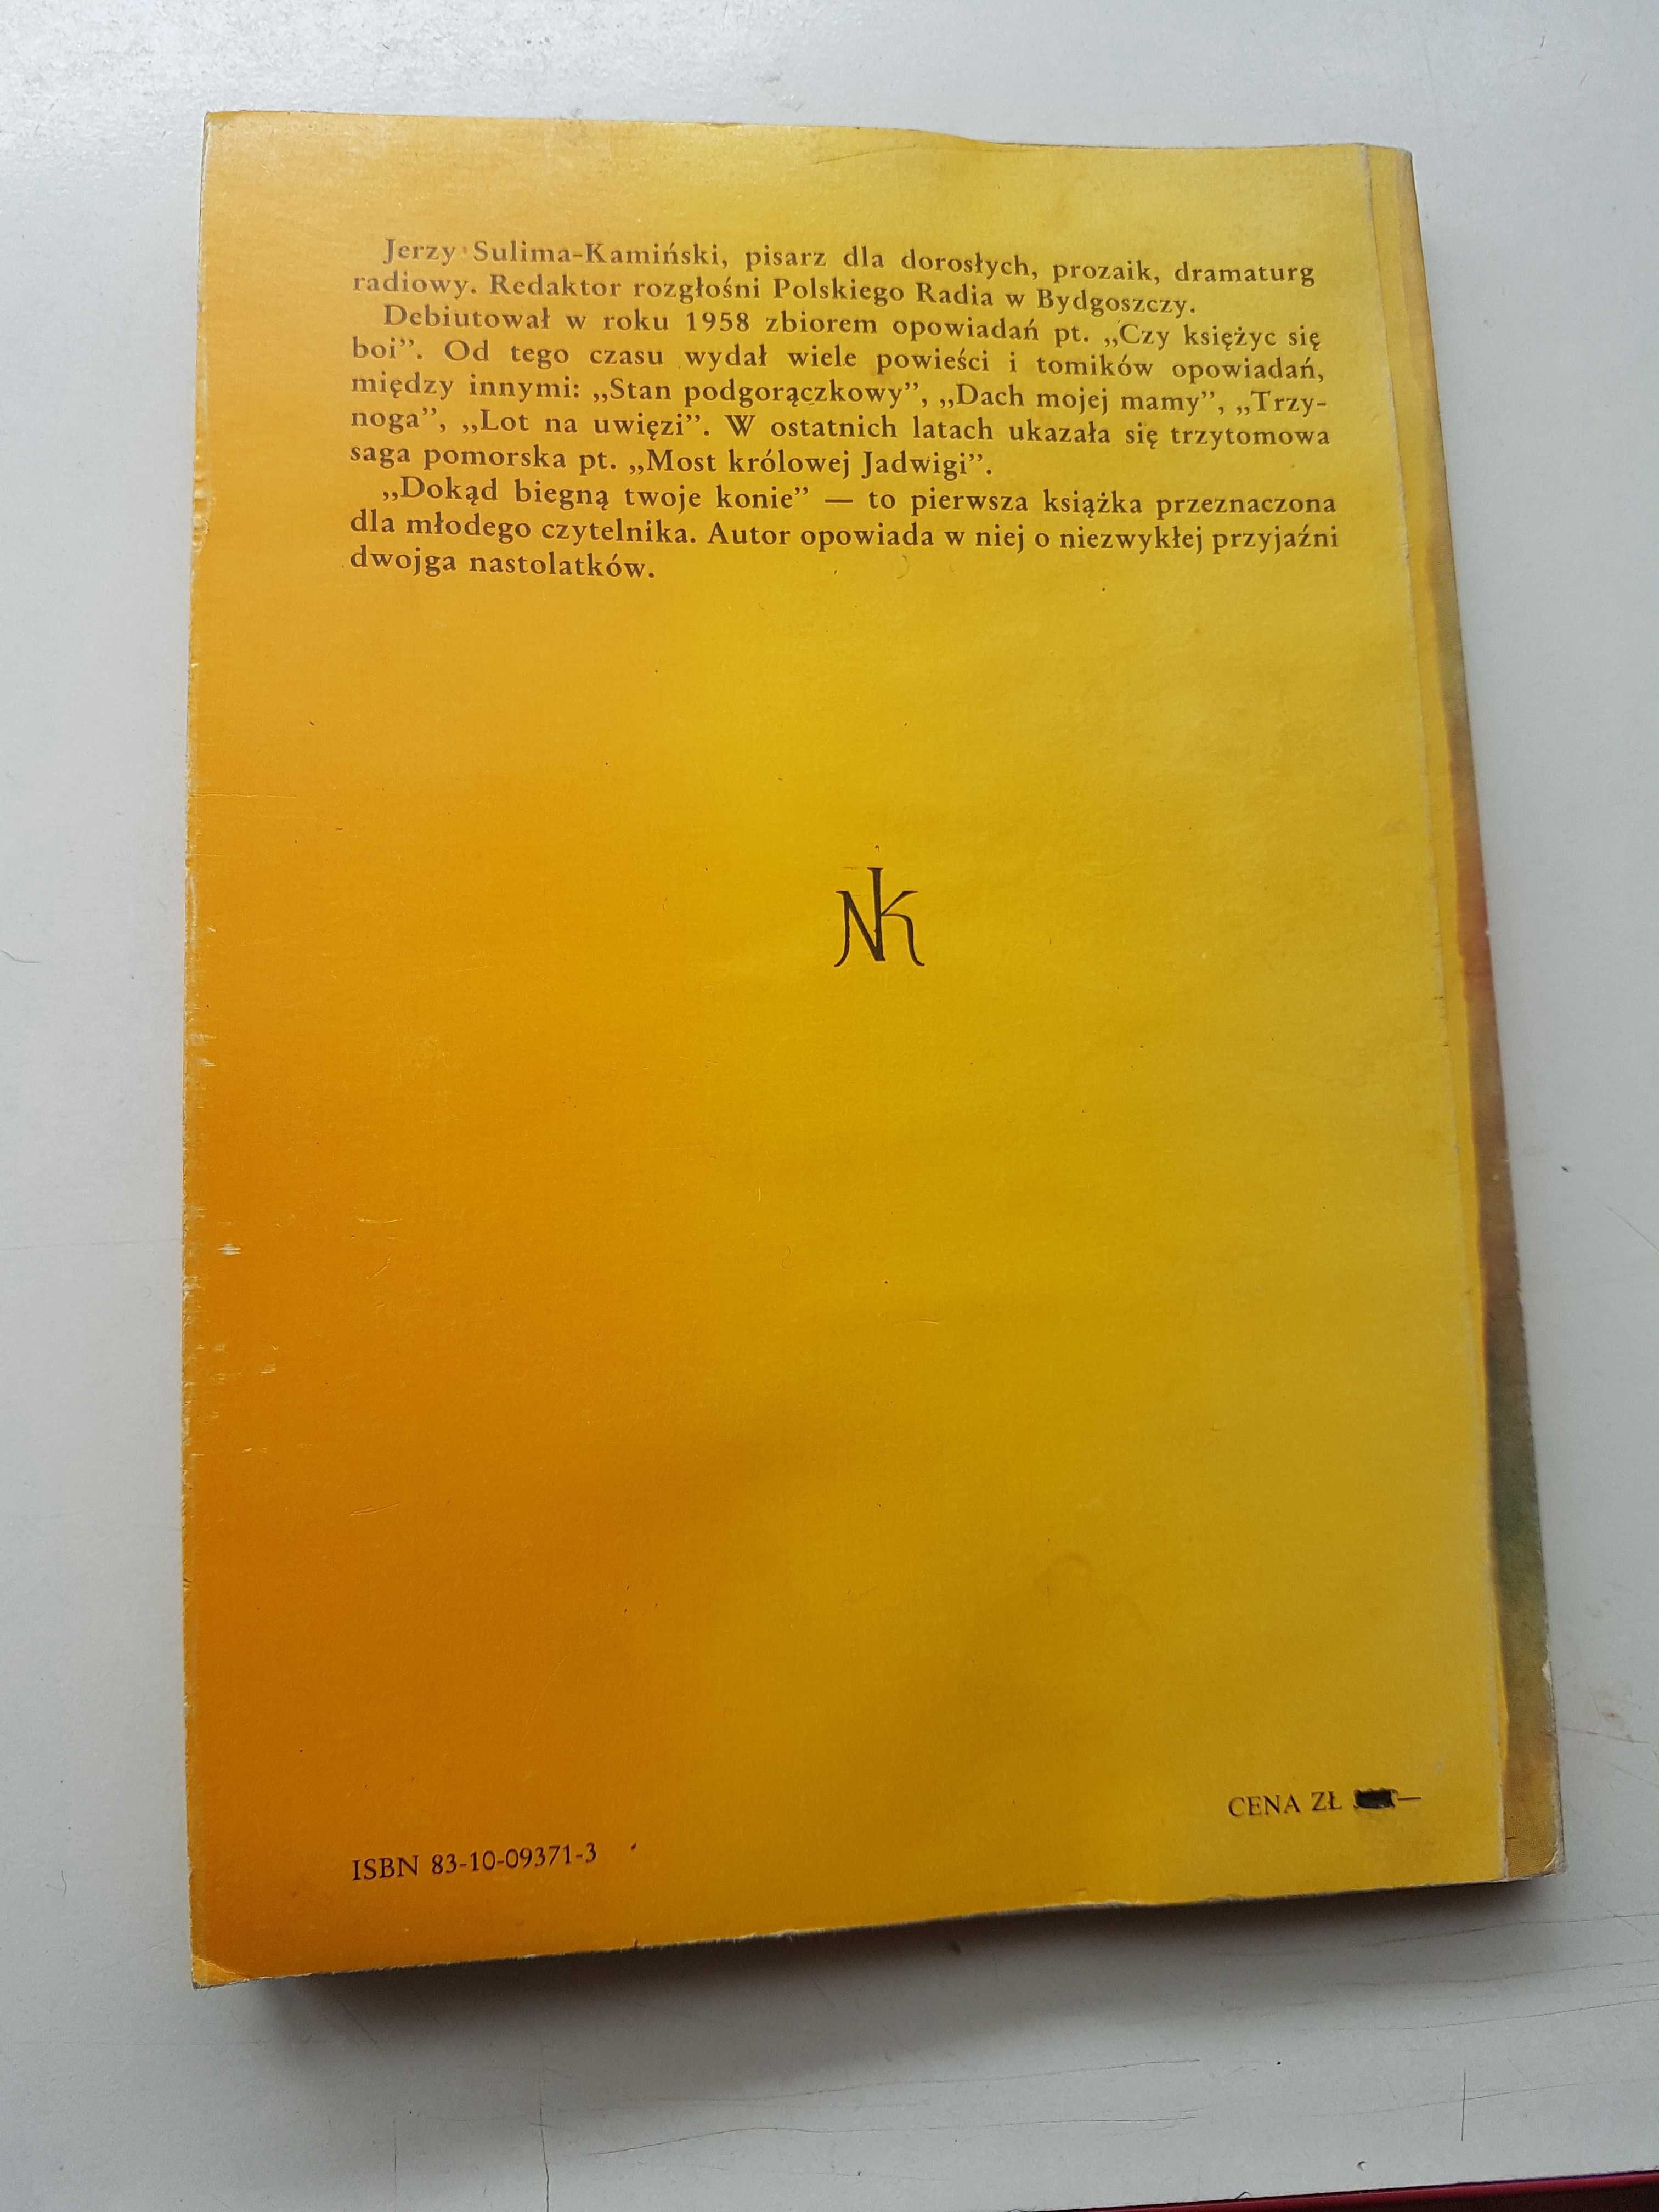 Jerzy Sulima-Kamiński, pisarz dla dorosłych, prozaik, dramaturg
radiowy. Redaktor rozgłośni Polskiego Radia w Bydgoszczy.
Debiutował w roku 1958 zbiorem opowiadań pt. „Czy księżyc się
boi”. Od tego czasu wydał wiele powieści i tomików opowiadań,
między innymi: „Stan podgorączkowy”, „Dach mojej mamy”, „Trzy-
noga”, „Lot na uwięzi”. W ostatnich latach ukazała się trzytomowa
saga pomorska pt. „Most królowej Jadwigi”.
„Dokąd biegną twoje konie” — to pierwsza książka przeznaczona
dla młodego czytelnika. Autor opowiada w niej o niezwykłej przyjaźni
dwojga nastolatków.
NK
CENA ZŁ —
ISBN 83-10-09371-3